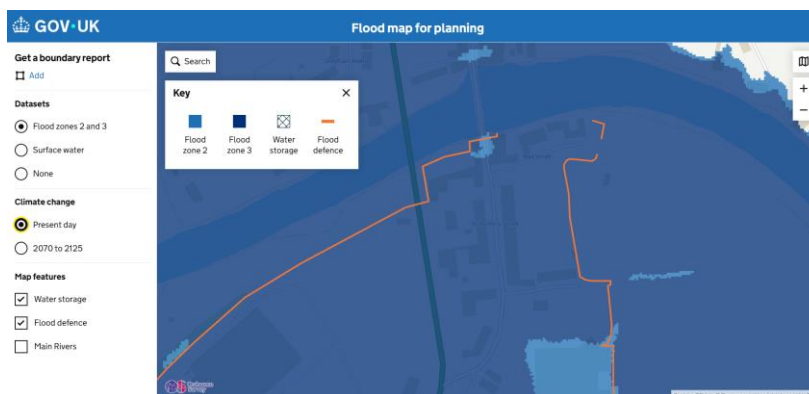 GOV·UK
Flood map for planning
Get a boundary report
Add
Datasets
Flood zones 2 and 3
Surface water
None
Climate change
Present day
2070 to 2125
Map features
Water storage
Flood defence
Main Rivers
Search
Key
Flood
zone 2
Flood
zone 3
Water
storage
Flood
defence